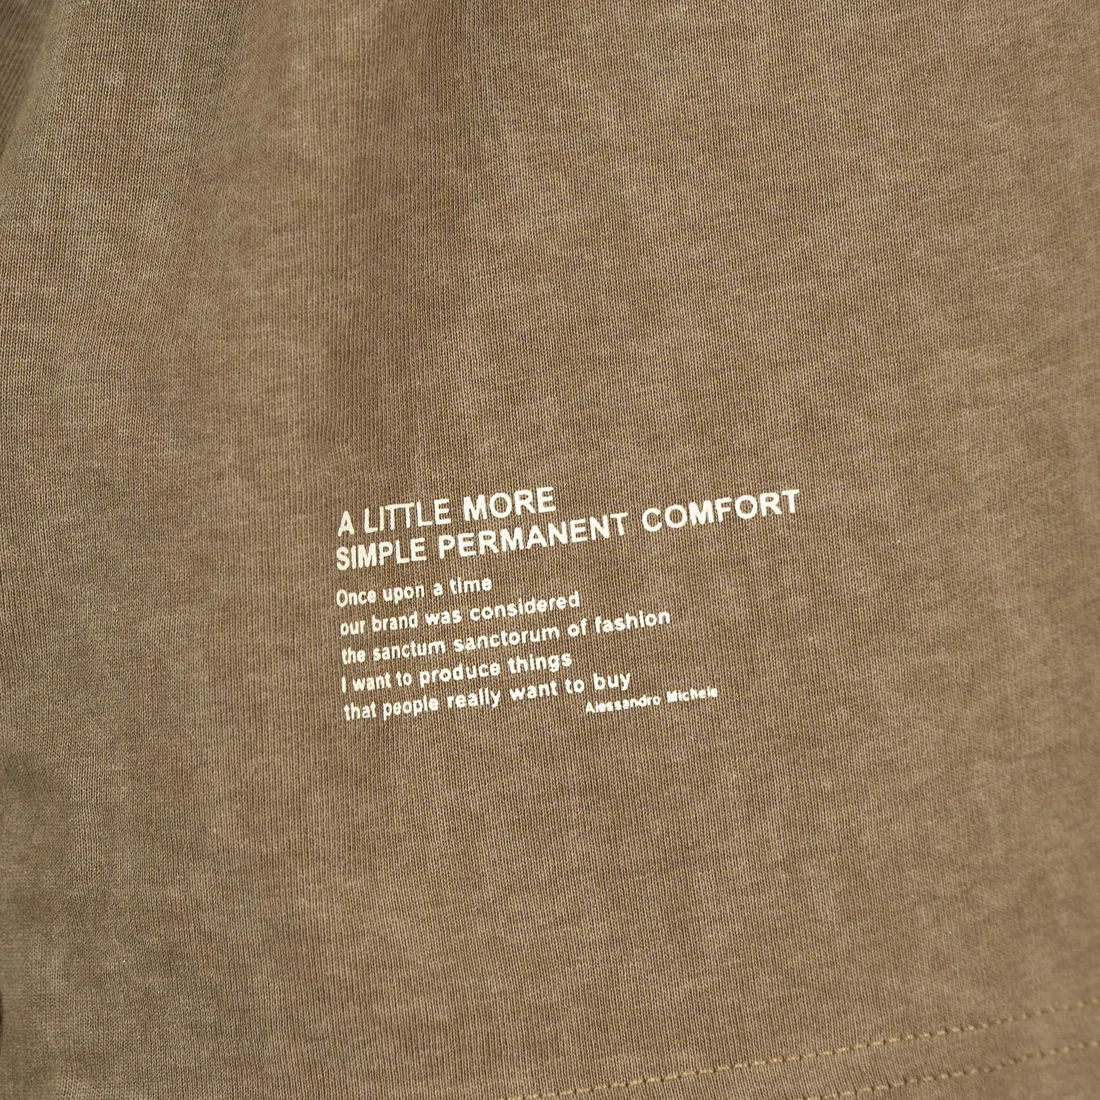 A LITTLE MORE
SIMPLE PERMANENT COMFORT
Once upon a time
our brand was considered
the sanctum sanctorum of fashion
I want to produce things
that people really want to buy
Alessandro Michele